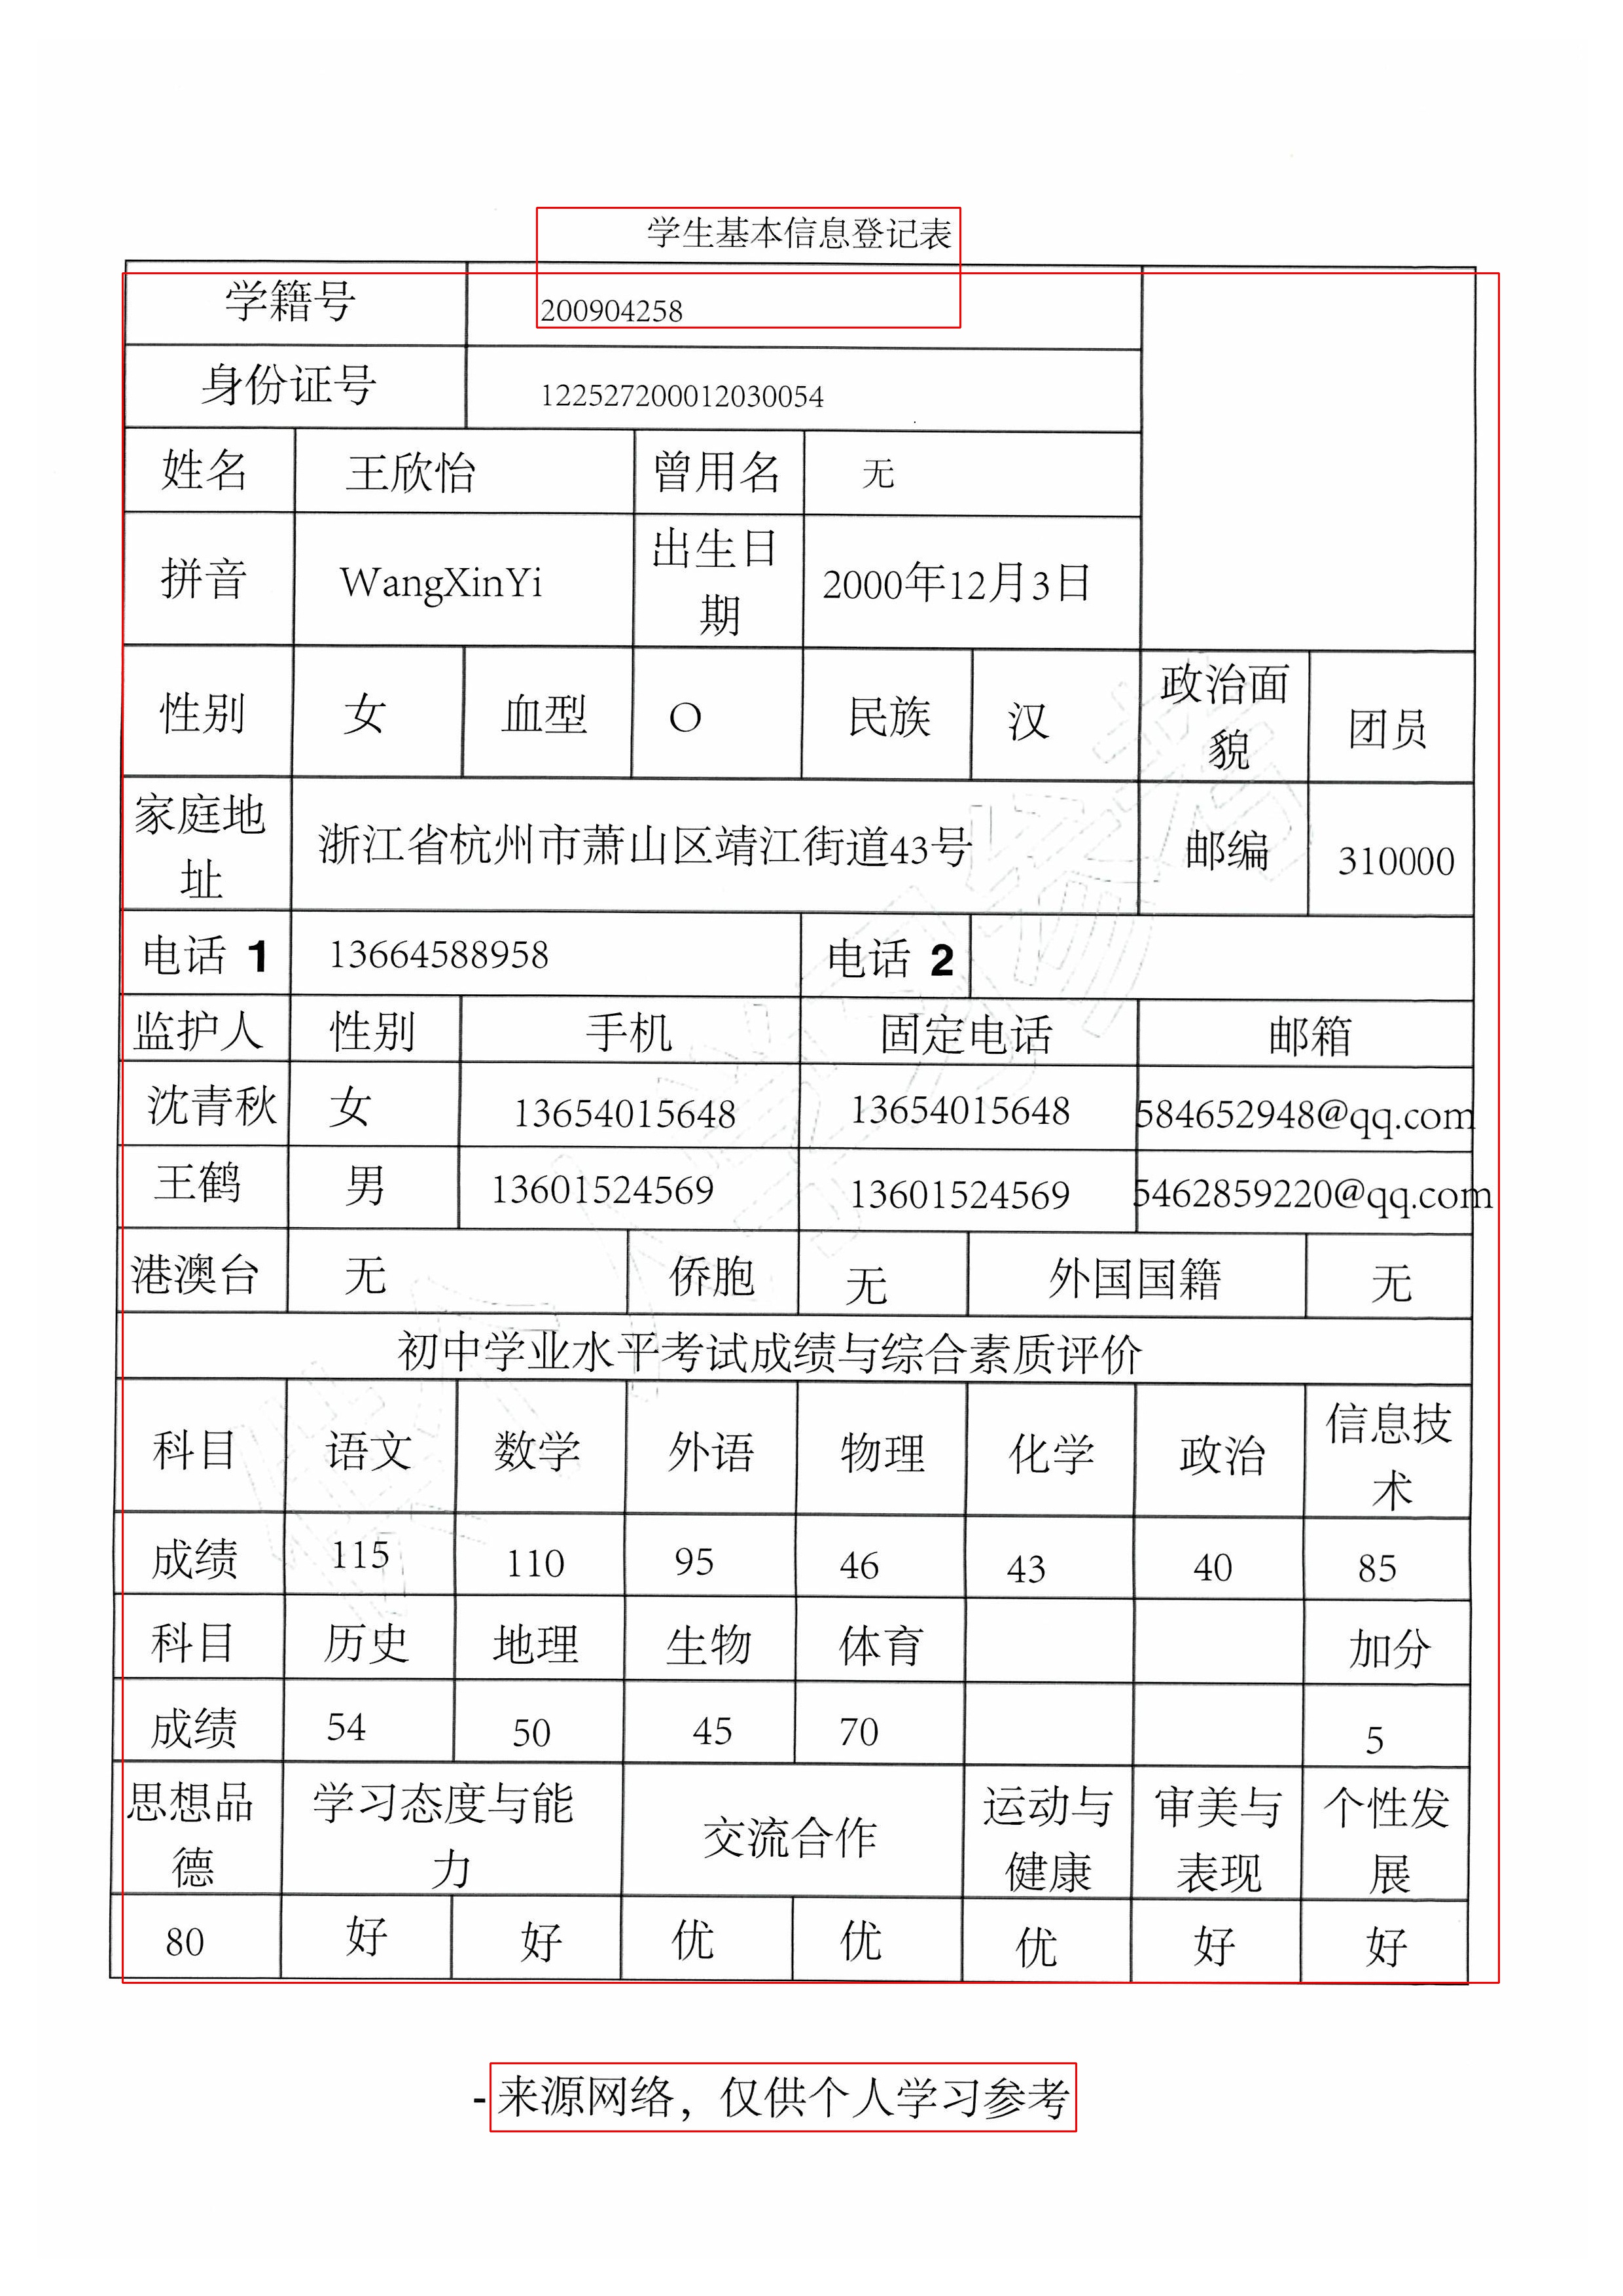 学生基本信息登记表
学籍号 200904258
身份证号 122527200012030054
姓名 王欣怡 曾用名 无
拼音 WangXinYi 出生日期 2000年12月3日
性别 女 血型 O 民族 汉 政治面貌 团员
家庭地址 浙江省杭州市萧山区靖江街道43号 邮编 310000
电话 1 13664588958 电话 2
监护人 性别 手机 固定电话 邮箱
沈青秋 女 13654015648 13654015648 584652948@qq.com
王鹤 男 13601524569 13601524569 5462859220@qq.com
港澳台 无 侨胞 无 外国国籍 无
初中学业水平考试成绩与综合素质评价
科目 语文 数学 外语 物理 化学 政治 信息技术
成绩 115 110 95 46 43 40 85
科目 历史 地理 生物 体育 加分
成绩 54 50 45 70 5
思想品德 学习态度与能力 交流合作 运动与健康 审美与表现 个性发展
80 好 好 优 优 优 好 好
- 来源网络，仅供个人学习参考